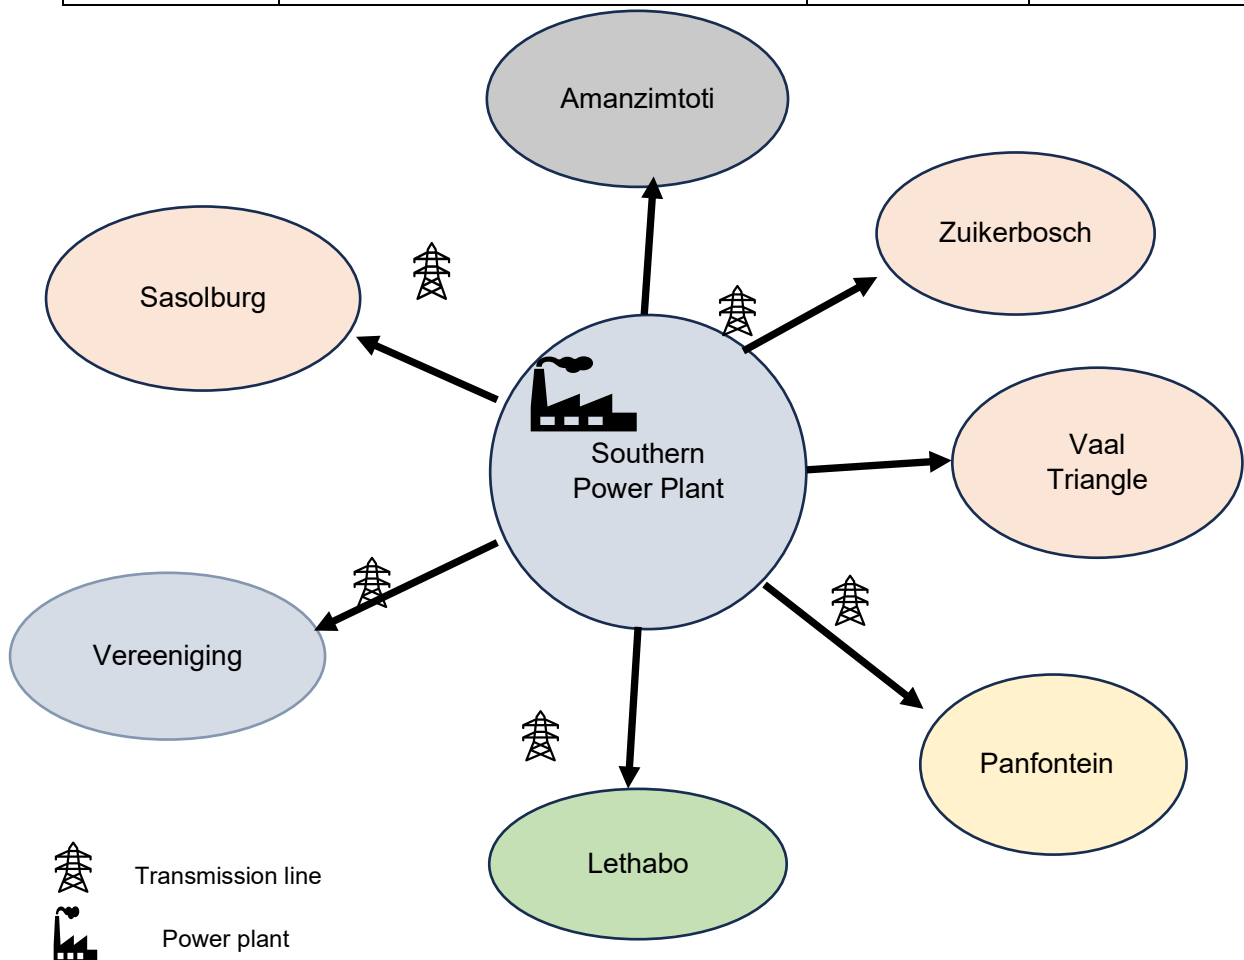 Amanzimtoti
Zuikerbosch
Sasolburg
Vaal
Triangle
Southern
Power Plant
Vereeniging
Panfontein
Lethabo
Transmission line
Power plant